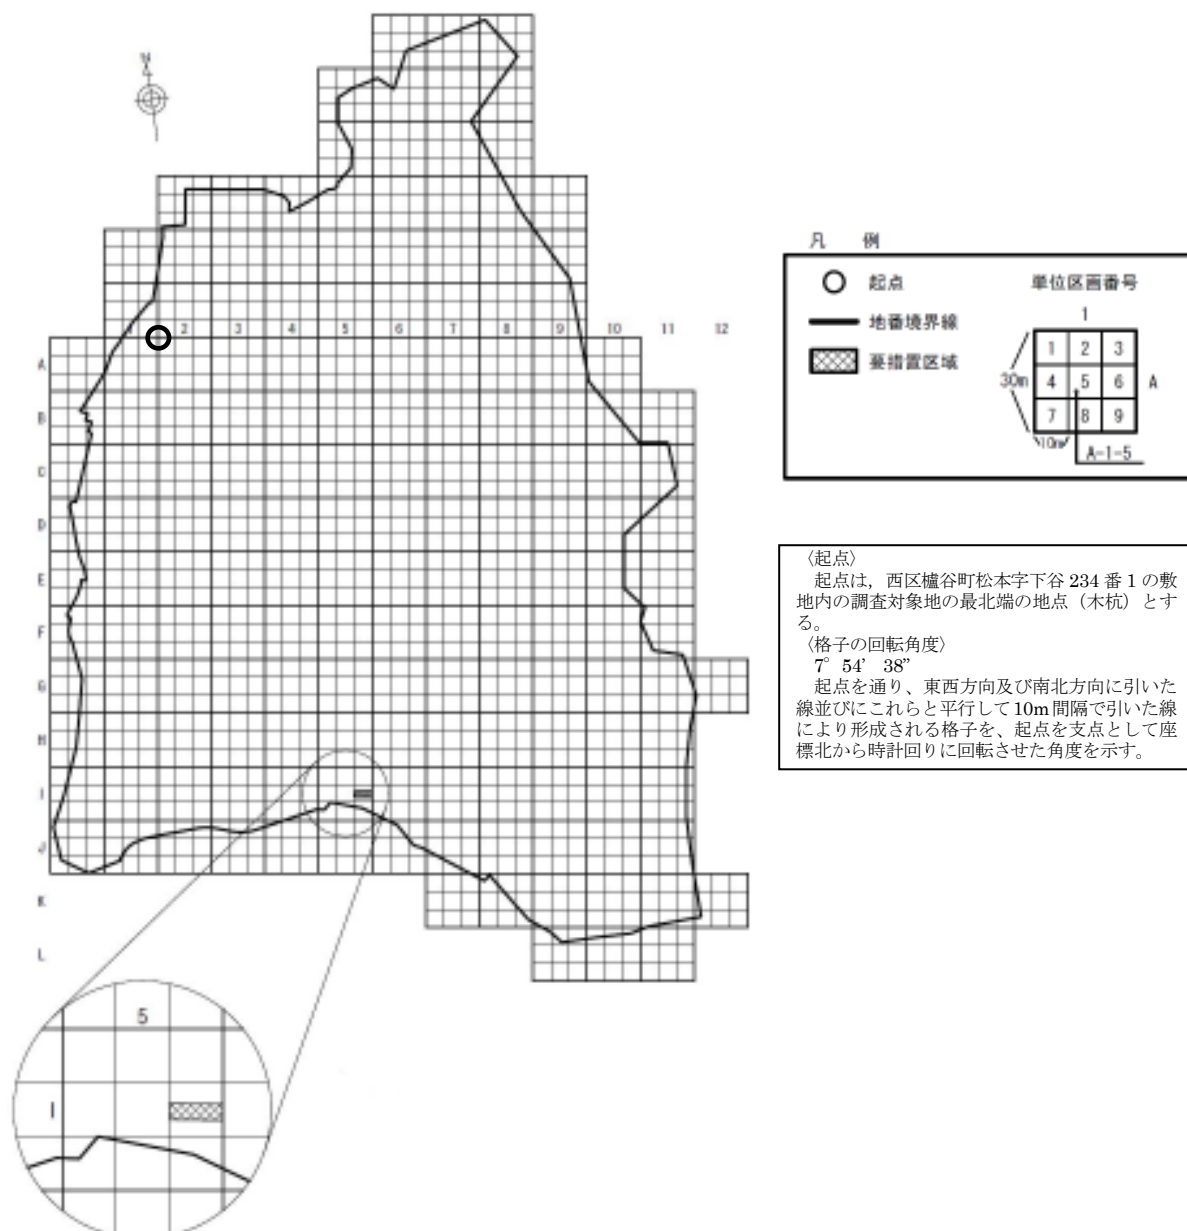 N
1 2 3 4 5 6 7 8 9 10 11 12
A
B
C
D
E
F
G
H
I
J
K
L
5
I
凡 例
起点
地番境界線
要措置区域
単位区画番号
1
1 2 3
4 5 6
7 8 9
A
30m
10m
A-1-5
〈起点〉
起点は，西区櫨谷町松本字下谷 234 番 1 の敷
地内の調査対象地の最北端の地点（木杭）とす
る。
〈格子の回転角度〉
7° 54’ 38”
起点を通り、東西方向及び南北方向に引いた
線並びにこれらと平行して10m間隔で引いた線
により形成される格子を、起点を支点として座
標北から時計回りに回転させた角度を示す。